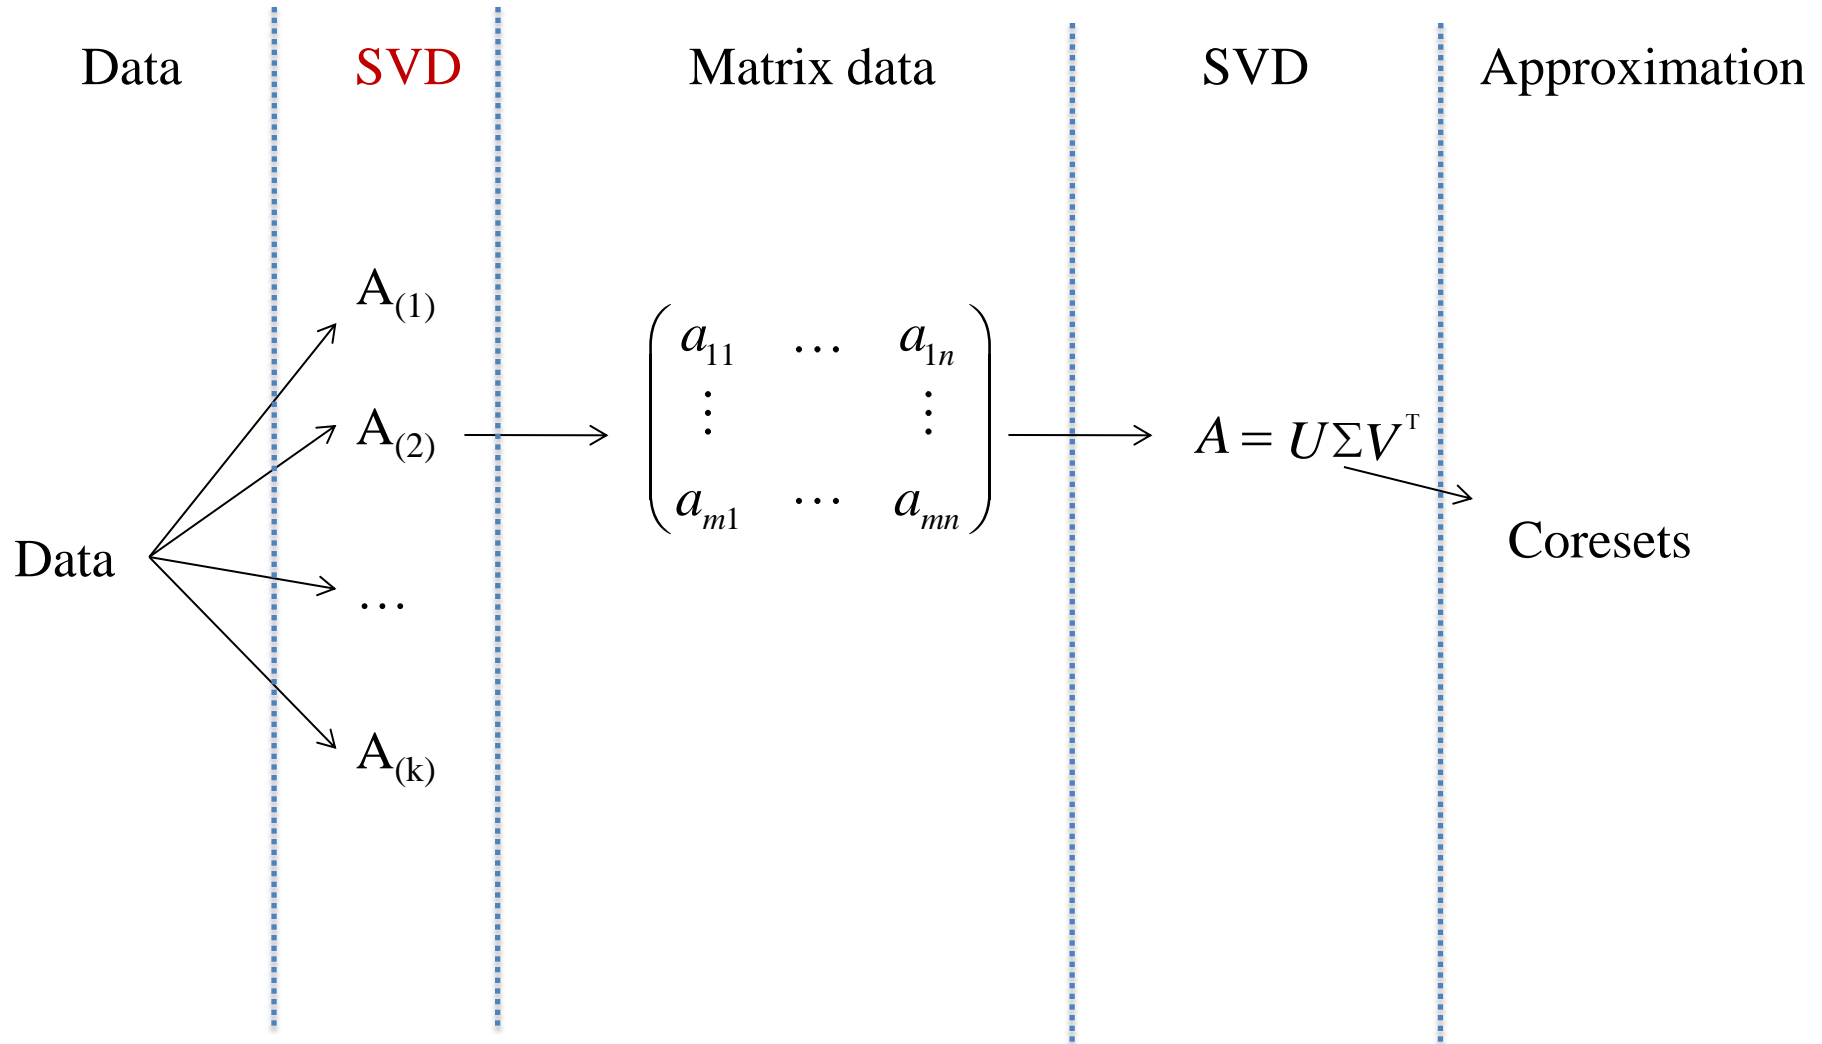 Data SVD Matrix data SVD Approximation
A(1)
a11 … a1n
A(2)
⋮ ⋮
A = UΣV^T
am1 … amn
Coresets
Data
…
A(k)